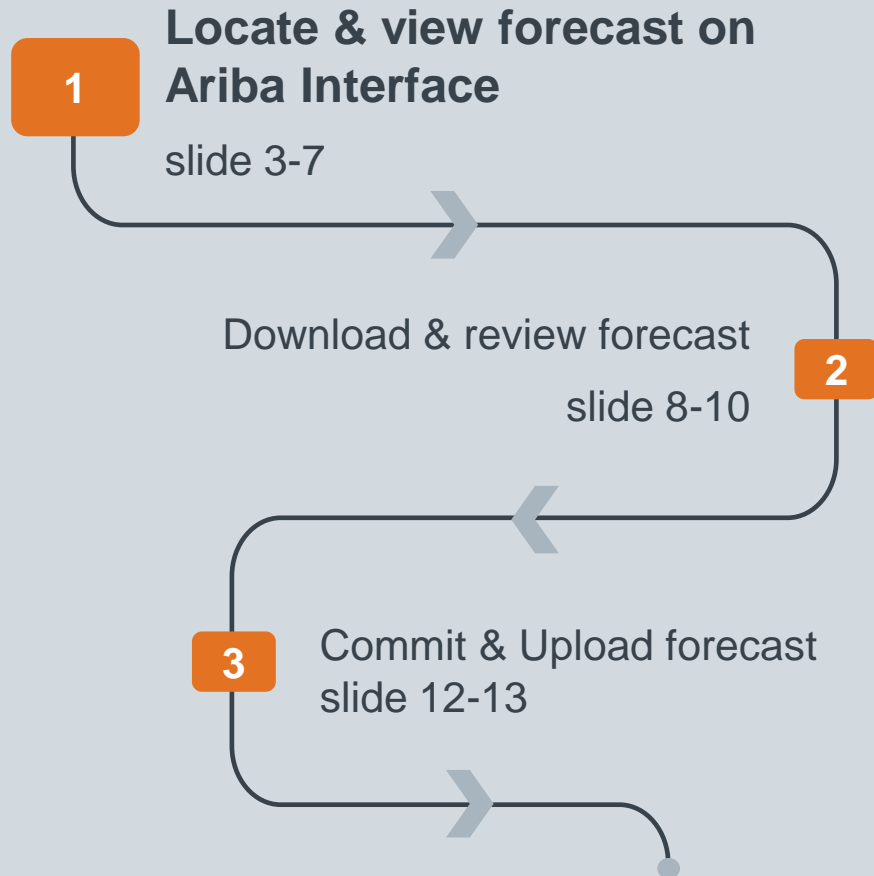 1
Locate & view forecast on
Ariba Interface
slide 3-7
Download & review forecast
slide 8-10
2
3
Commit & Upload forecast
slide 12-13